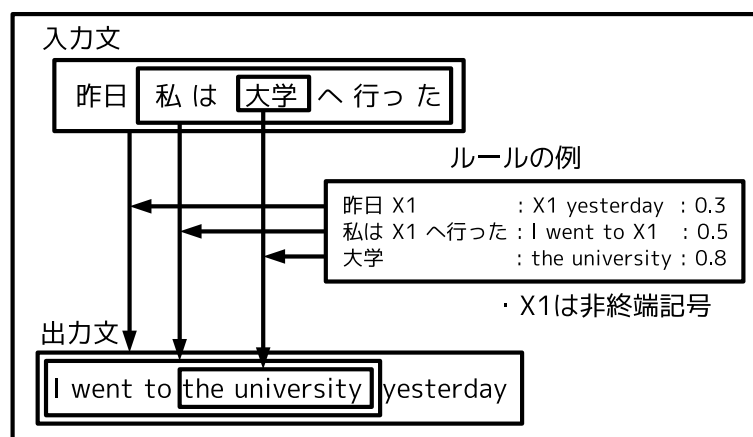 入力文
昨日 私 は 大学 へ 行っ た
ルールの例
昨日 X1 : X1 yesterday : 0.3
私は X1 へ行った : I went to X1 : 0.5
大学 : the university : 0.8
・X1は非終端記号
出力文
I went to the university yesterday